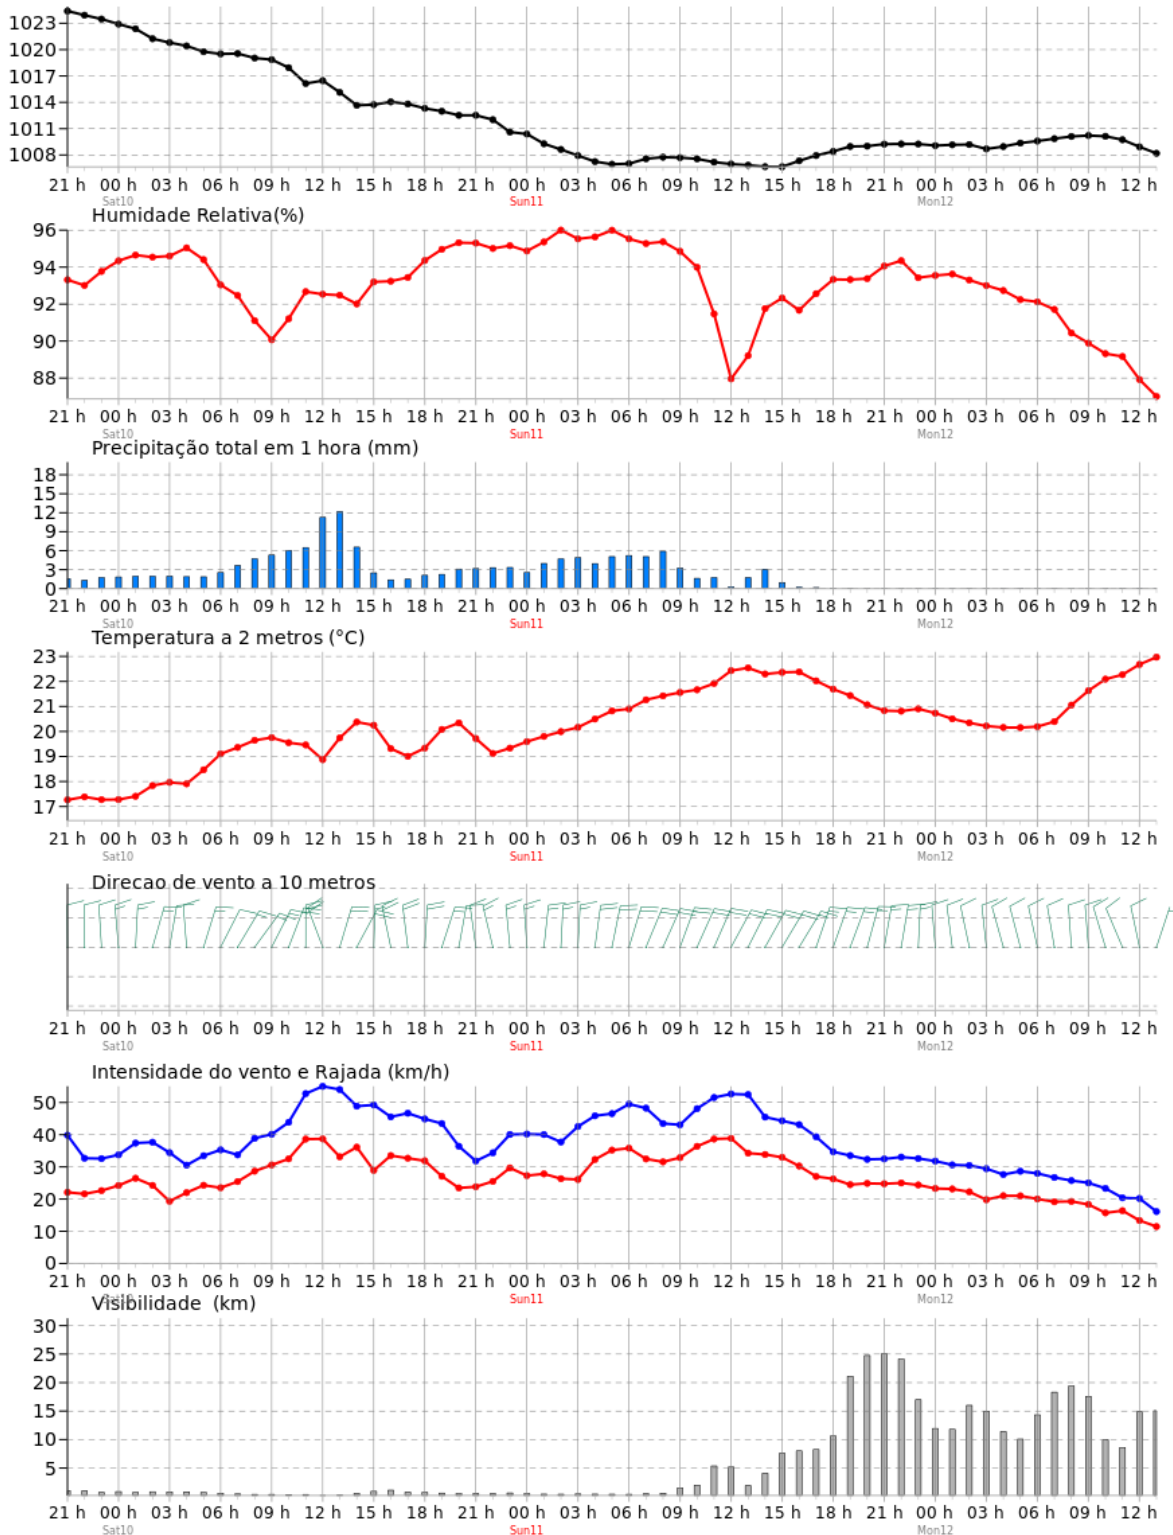 1023
1020
1017
1014
1011
1008
21 h 00 h 03 h 06 h 09 h 12 h 15 h 18 h 21 h 00 h 03 h 06 h 09 h 12 h 15 h 18 h 21 h 00 h 03 h 06 h 09 h 12 h
Sat10 Sun11 Mon12
Humidade Relativa(%)
96
94
92
90
88
21 h 00 h 03 h 06 h 09 h 12 h 15 h 18 h 21 h 00 h 03 h 06 h 09 h 12 h 15 h 18 h 21 h 00 h 03 h 06 h 09 h 12 h
Sat10 Sun11 Mon12
Precipitação total em 1 hora (mm)
18
15
12
9
6
3
0
21 h 00 h 03 h 06 h 09 h 12 h 15 h 18 h 21 h 00 h 03 h 06 h 09 h 12 h 15 h 18 h 21 h 00 h 03 h 06 h 09 h 12 h
Sat10 Sun11 Mon12
Temperatura a 2 metros (°C)
23
22
21
20
19
18
17
21 h 00 h 03 h 06 h 09 h 12 h 15 h 18 h 21 h 00 h 03 h 06 h 09 h 12 h 15 h 18 h 21 h 00 h 03 h 06 h 09 h 12 h
Sat10 Sun11 Mon12
Direcao de vento a 10 metros
21 h 00 h 03 h 06 h 09 h 12 h 15 h 18 h 21 h 00 h 03 h 06 h 09 h 12 h 15 h 18 h 21 h 00 h 03 h 06 h 09 h 12 h
Sat10 Sun11 Mon12
Intensidade do vento e Rajada (km/h)
50
40
30
20
10
0
21 h 00 h 03 h 06 h 09 h 12 h 15 h 18 h 21 h 00 h 03 h 06 h 09 h 12 h 15 h 18 h 21 h 00 h 03 h 06 h 09 h 12 h
Sat10 Sun11 Mon12
Visibilidade (km)
30
25
20
15
10
5
21 h 00 h 03 h 06 h 09 h 12 h 15 h 18 h 21 h 00 h 03 h 06 h 09 h 12 h 15 h 18 h 21 h 00 h 03 h 06 h 09 h 12 h
Sat10 Sun11 Mon12